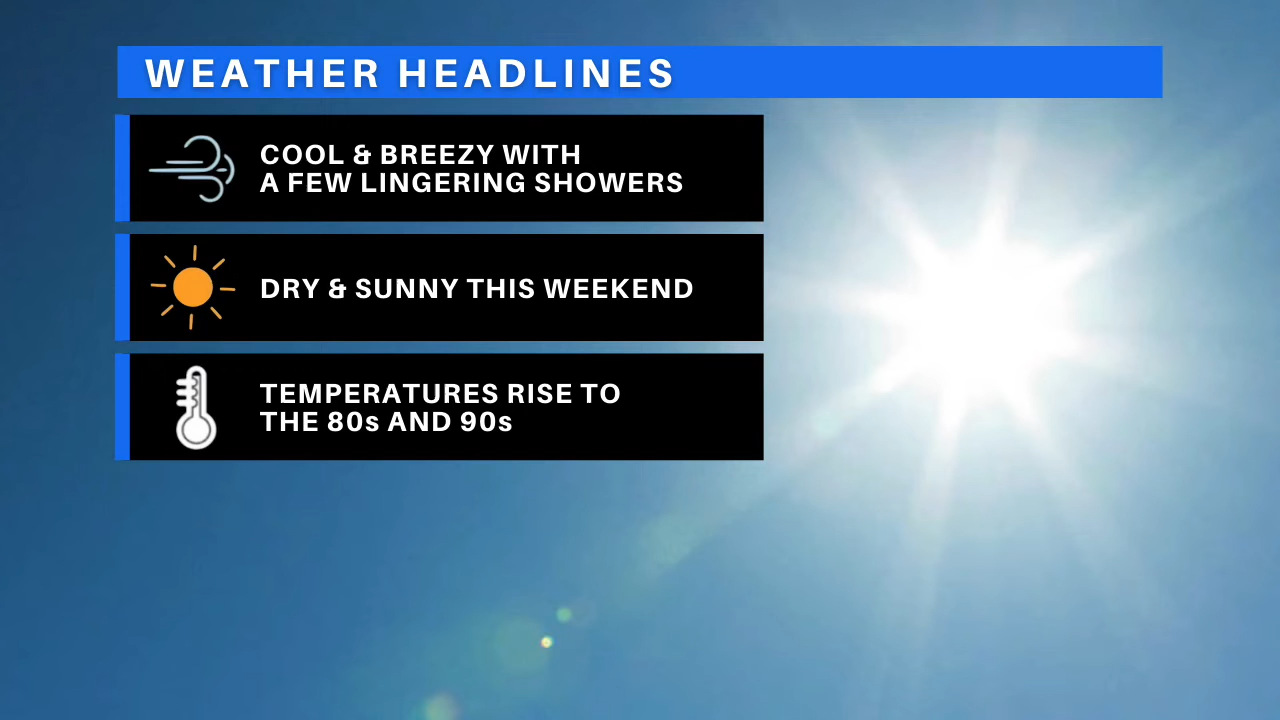 WEATHER HEADLINES
COOL & BREEZY WITH
A FEW LINGERING SHOWERS
DRY & SUNNY THIS WEEKEND
TEMPERATURES RISE TO
THE 80s AND 90s